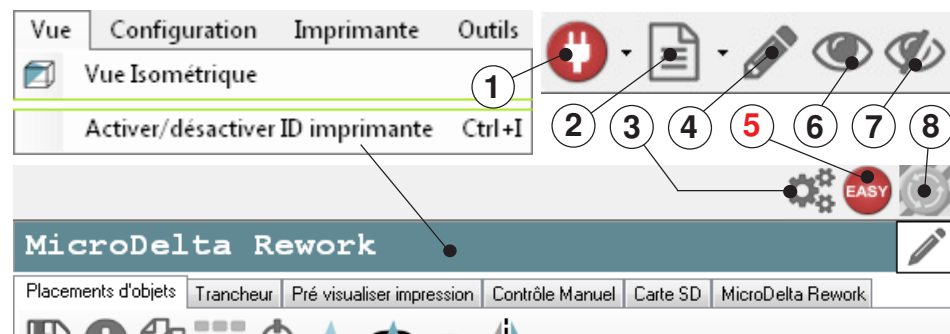 Vue Configuration Imprimante Outils
Vue Isométrique
Activer/désactiver ID imprimante Ctrl+I
1
2 3 4 5 6 7 8
EASY
MicroDelta Rework
Placements d'objets Trancheur Pré visualiser impression Contrôle Manuel Carte SD MicroDelta Rework